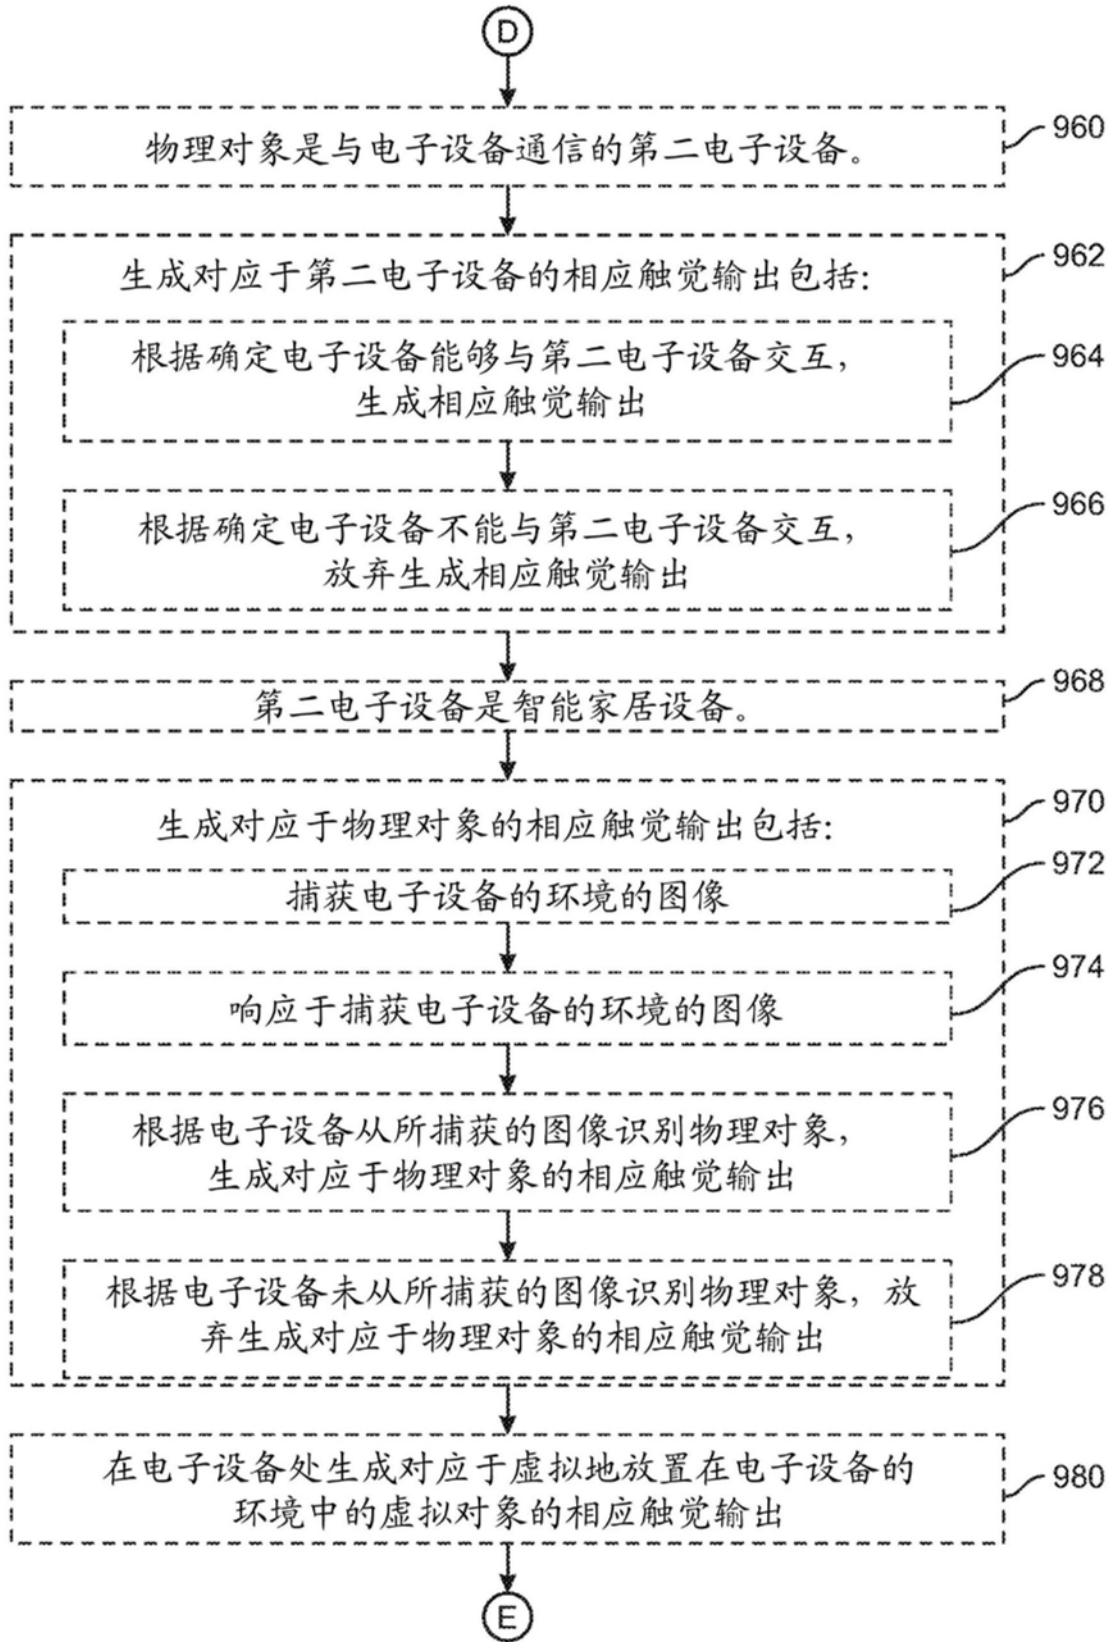 D
物理对象是与电子设备通信的第二电子设备。
960
生成对应于第二电子设备的相应触觉输出包括：
962
根据确定电子设备能够与第二电子设备交互，
生成相应触觉输出
964
根据确定电子设备不能与第二电子设备交互，
放弃生成相应触觉输出
966
第二电子设备是智能家居设备。
968
生成对应于物理对象的相应触觉输出包括：
970
捕获电子设备的环境的图像
972
响应于捕获电子设备的环境的图像
974
根据电子设备从所捕获的图像识别物理对象，
生成对应于物理对象的相应触觉输出
976
根据电子设备未从所捕获的图像识别物理对象，放
弃生成对应于物理对象的相应触觉输出
978
在电子设备处生成对应于虚拟地放置在电子设备的
环境中的虚拟对象的相应触觉输出
980
E